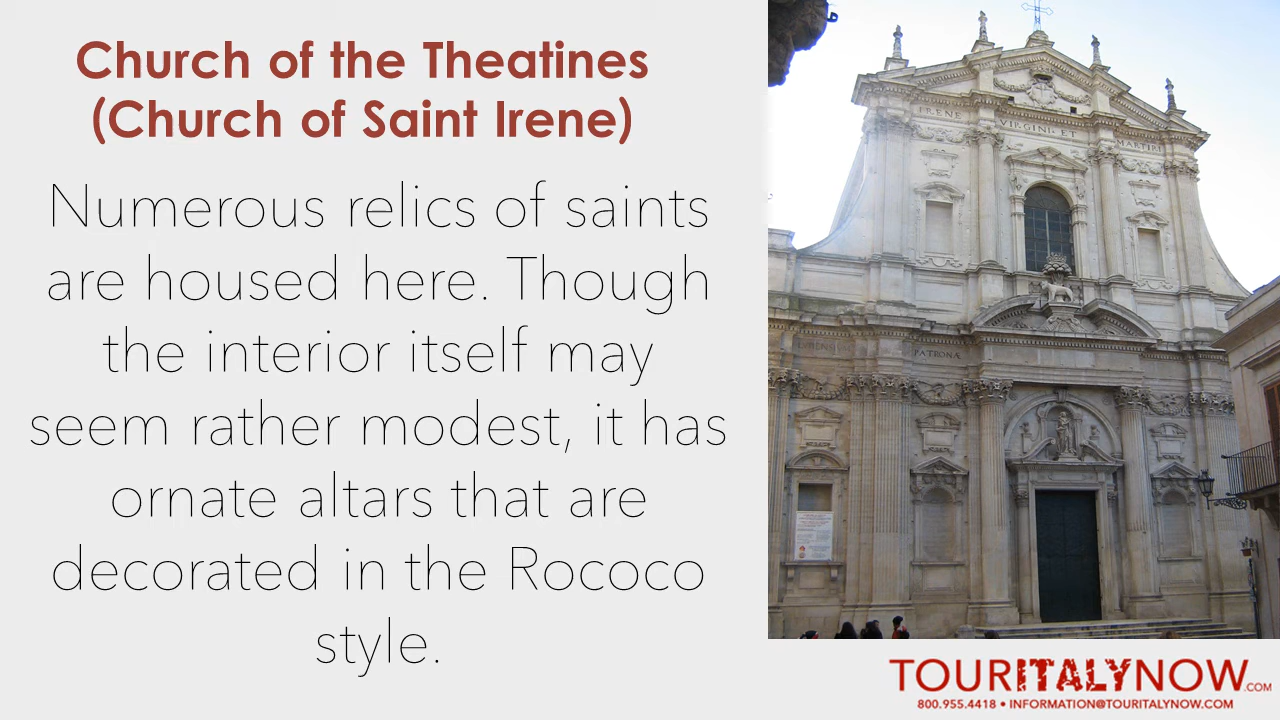 Church of the Theatines
(Church of Saint Irene)
Numerous relics of saints
are housed here. Though
the interior itself may
seem rather modest, it has
ornate altars that are
decorated in the Rococo
style.
IRENE VIRGINI ET MARTIRI
PATRONÆ
TOURITALYNOW.COM
800.955.4418 • INFORMATION@TOURITALYNOW.COM